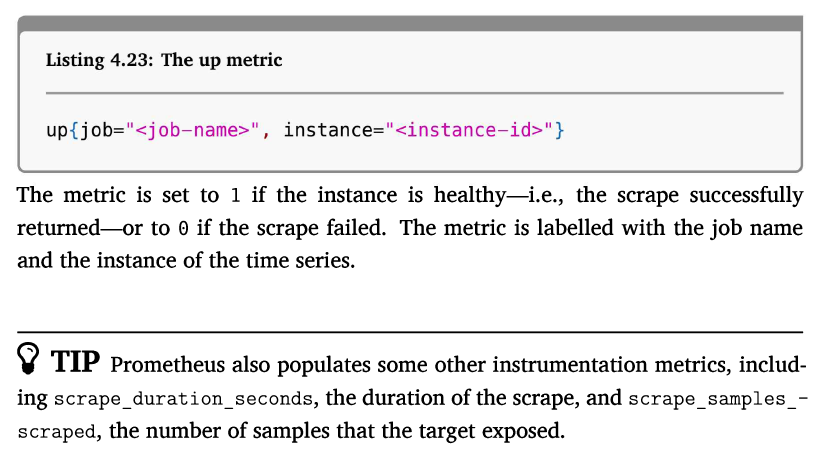 Listing 4.23: The up metric
up{job="<job-name>", instance="<instance-id>"}
The metric is set to 1 if the instance is healthy—i.e., the scrape successfully
returned—or to 0 if the scrape failed. The metric is labelled with the job name
and the instance of the time series.
TIP Prometheus also populates some other instrumentation metrics, includ-
ing scrape_duration_seconds, the duration of the scrape, and scrape_samples_-
scraped, the number of samples that the target exposed.